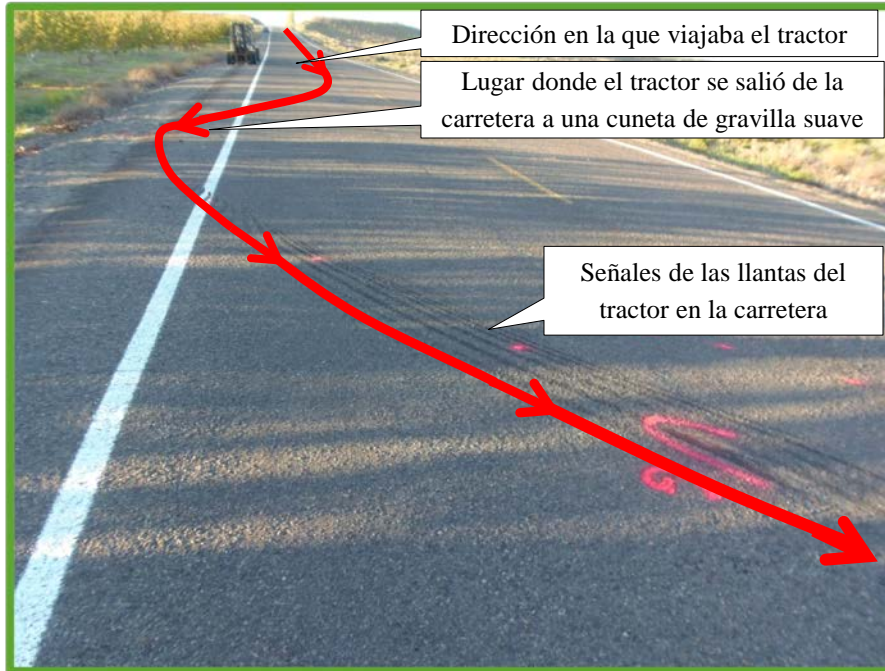 Dirección en la que viajaba el tractor
Lugar donde el tractor se salió de la
carretera a una cuneta de gravilla suave
Señales de las llantas del
tractor en la carretera